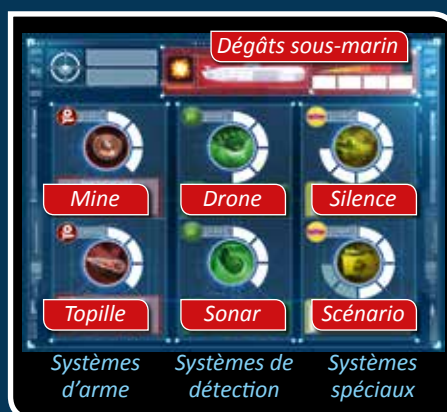 Dégâts sous-marin
Mine Drone Silence
Topille Sonar Scénario
Systèmes Systèmes de Systèmes
d'arme détection spéciaux